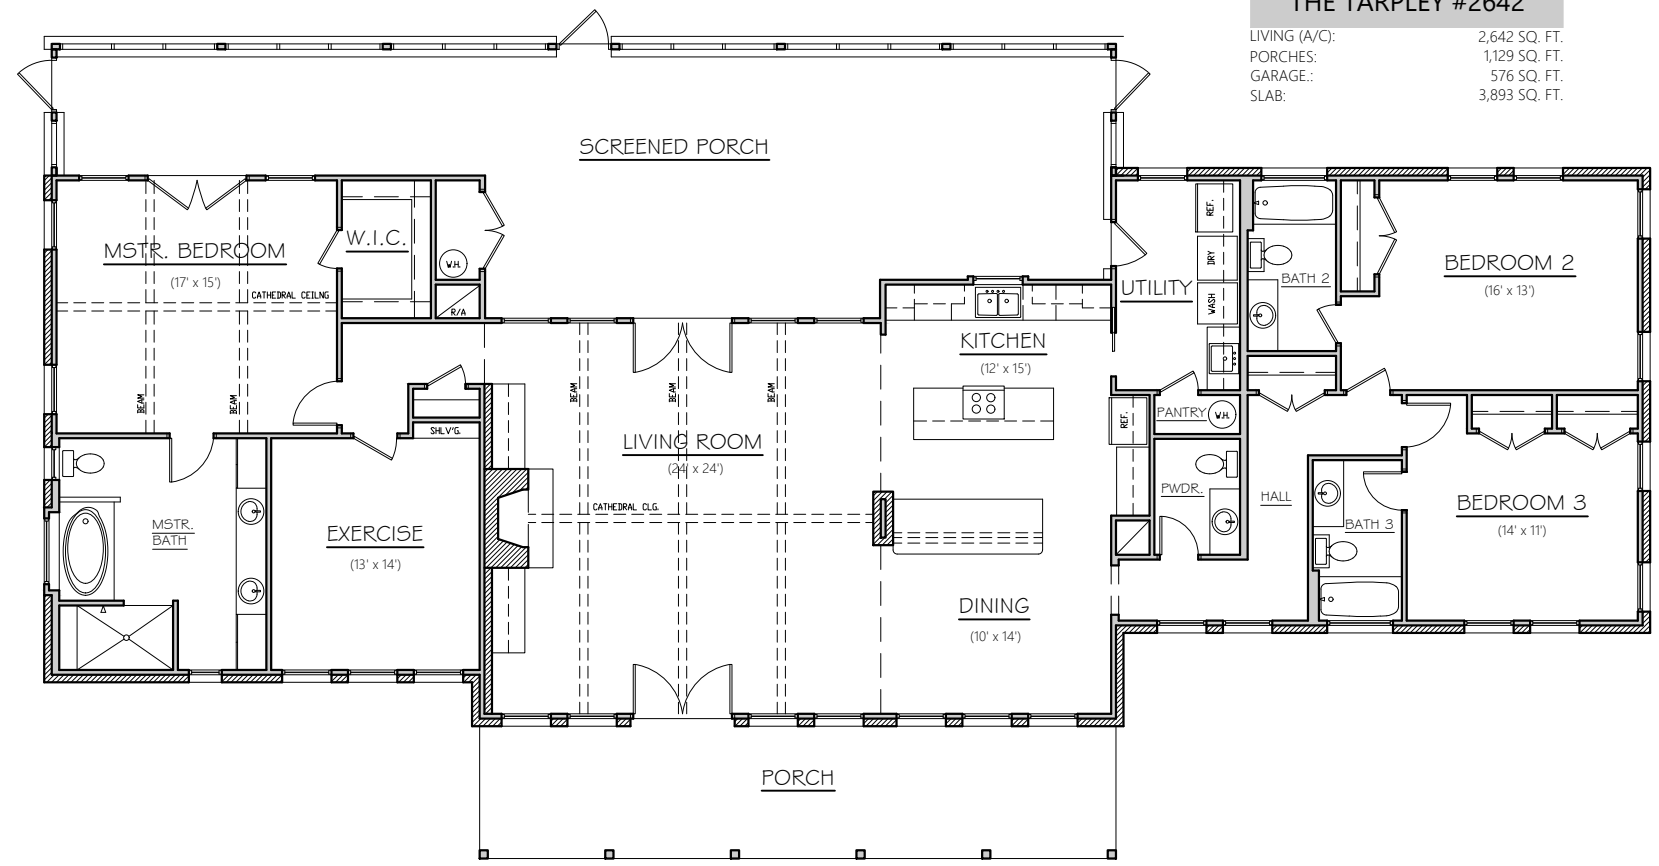 THE TARPLEY #2642
LIVING (A/C): 2,642 SQ. FT.
PORCHES: 1,129 SQ. FT.
GARAGE.: 576 SQ. FT.
SLAB: 3,893 SQ. FT.
SCREENED PORCH
MSTR. BEDROOM
(17' x 15')
CATHEDRAL CEILNG
BEAM
BEAM
W.I.C.
W.H.
R/A
UTILITY
REF.
DRY
WASH
BATH 2
BEDROOM 2
(16' x 13')
KITCHEN
(12' x 15')
BEAM
BEAM
BEAM
LIVING ROOM
(24' x 24')
CATHEDRAL CLG.
SHLV'G.
REF.
PANTRY
W.H.
PWDR.
HALL
BATH 3
BEDROOM 3
(14' x 11')
MSTR.
BATH
EXERCISE
(13' x 14')
DINING
(10' x 14')
PORCH